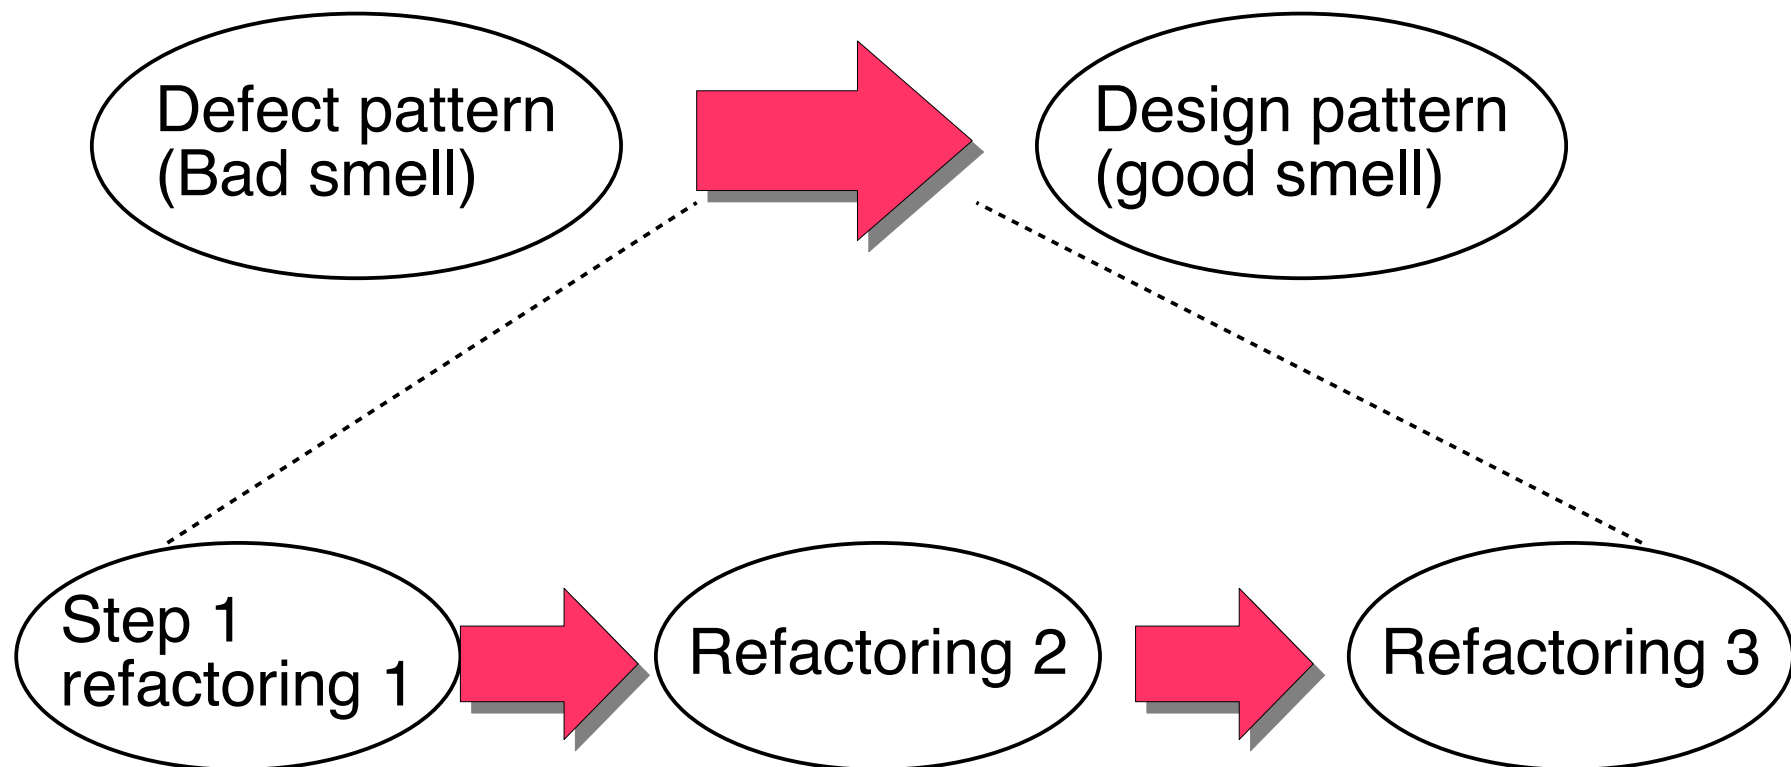 Defect pattern
(Bad smell)
Design pattern
(good smell)
Step 1
refactoring 1
Refactoring 2
Refactoring 3